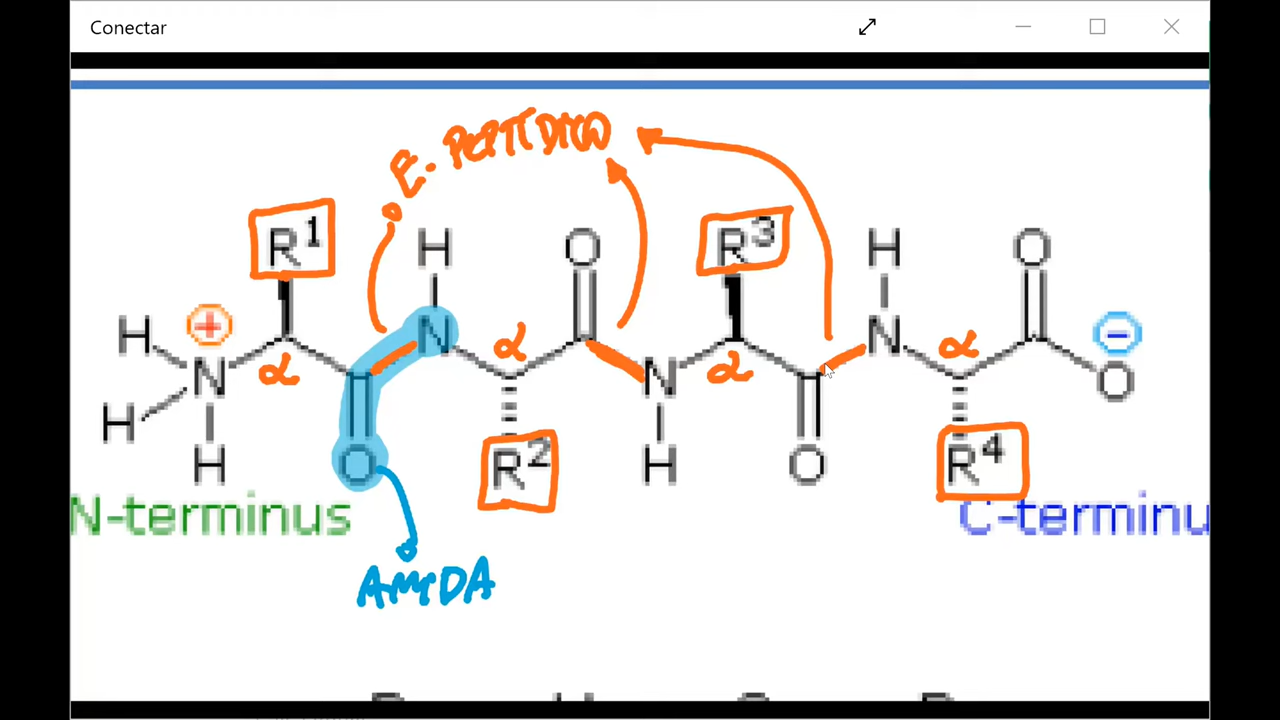 Conectar
E. PEPTÍDICO
R¹ H O R³ H O
H + N α α α α −
H N N N N O
H H O R² H O R⁴
N-terminus C-terminu
AMIDA